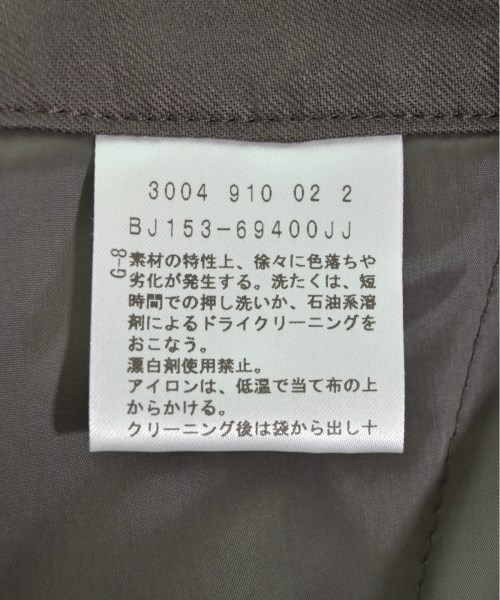 3004 910 02 2
BJ153-69400JJ
G-8
素材の特性上、徐々に色落ちや
劣化が発生する。洗たくは、短
時間での押し洗いか、石油系溶
剤によるドライクリーニングを
おこなう。
漂白剤使用禁止。
アイロンは、低温で当て布の上
からかける。
クリーニング後は袋から出し十